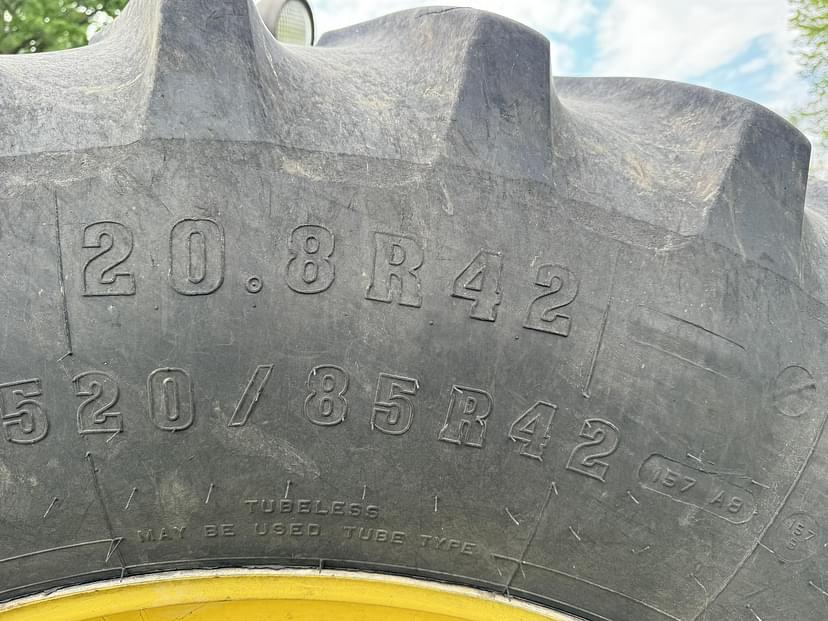 20.8R42
520/85R42
157 A8
TUBELESS
MAY BE USED TUBE TYPE
157